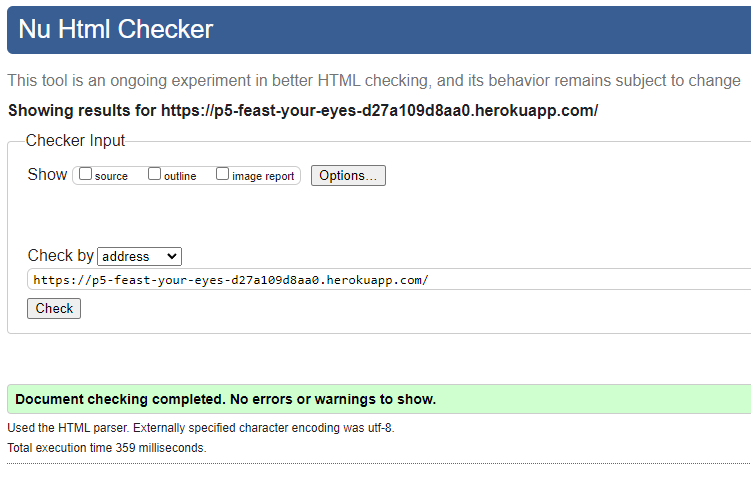 Nu Html Checker
This tool is an ongoing experiment in better HTML checking, and its behavior remains subject to change
Showing results for https://p5-feast-your-eyes-d27a109d8aa0.herokuapp.com/
Checker Input
Show source outline image report Options...
Check by address
https://p5-feast-your-eyes-d27a109d8aa0.herokuapp.com/
Check
Document checking completed. No errors or warnings to show.
Used the HTML parser. Externally specified character encoding was utf-8.
Total execution time 359 milliseconds.